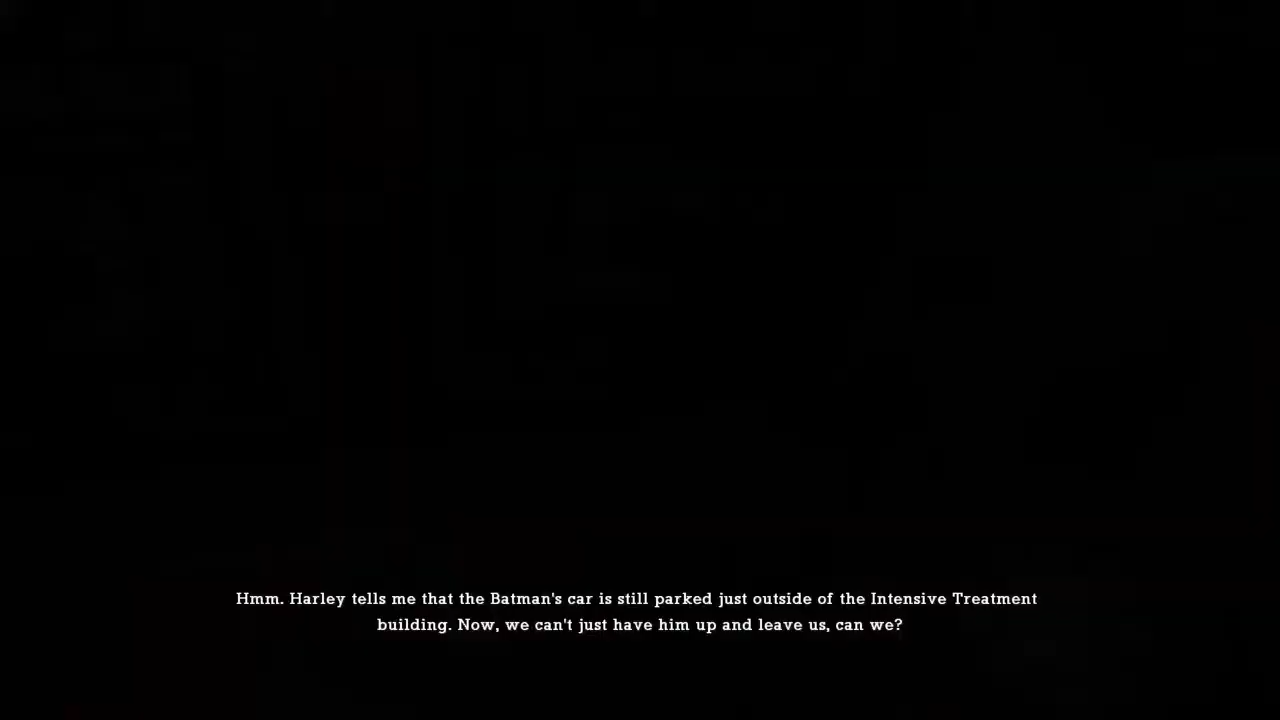 Hmm. Harley tells me that the Batman's car is still parked just outside of the Intensive Treatment
building. Now, we can't just have him up and leave us, can we?